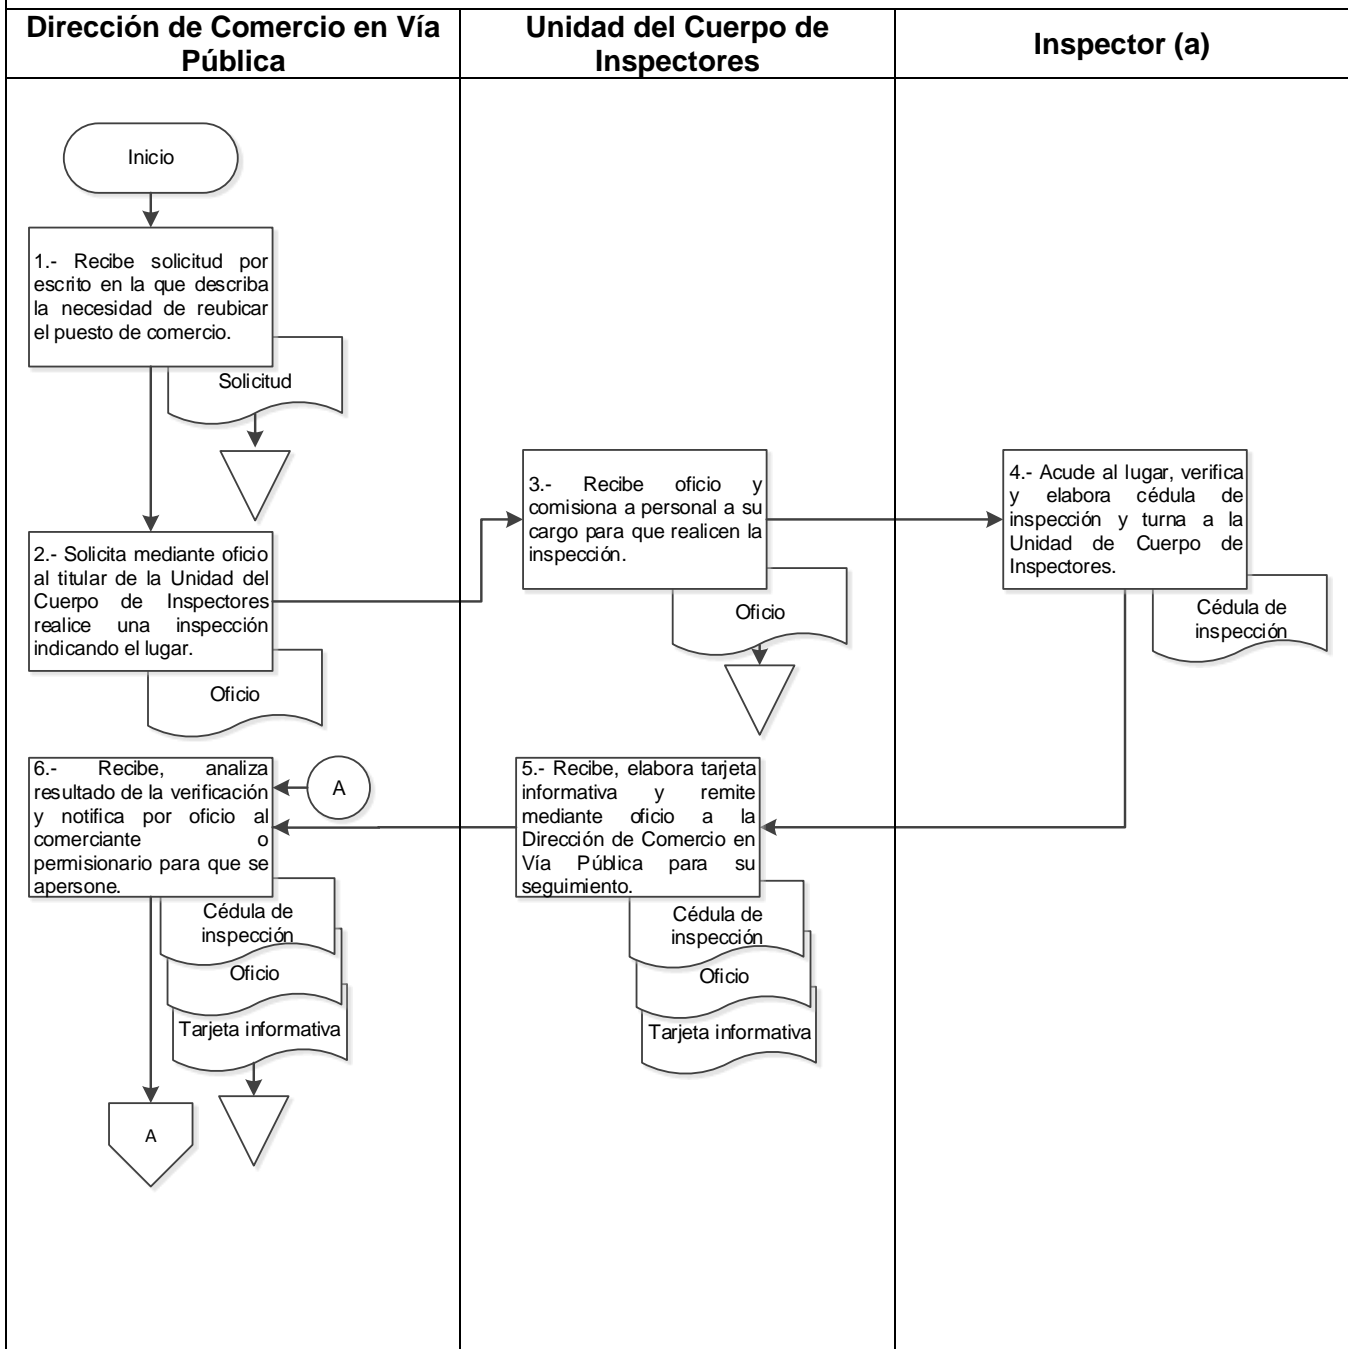 Dirección de Comercio en Vía
Pública
Unidad del Cuerpo de
Inspectores
Inspector (a)
Inicio
1.- Recibe solicitud por
escrito en la que describa
la necesidad de reubicar
el puesto de comercio.
Solicitud
2.- Solicita mediante oficio
al titular de la Unidad del
Cuerpo de Inspectores
realice una inspección
indicando el lugar.
Oficio
3.- Recibe oficio y
comisiona a personal a su
cargo para que realicen la
inspección.
Oficio
4.- Acude al lugar, verifica
y elabora cédula de
inspección y turna a la
Unidad de Cuerpo de
Inspectores.
Cédula de
inspección
5.- Recibe, elabora tarjeta
informativa y remite
mediante oficio a la
Dirección de Comercio en
Vía Pública para su
seguimiento.
Cédula de
inspección
Oficio
Tarjeta informativa
6.- Recibe, analiza
resultado de la verificación
y notifica por oficio al
comerciante o
permisionario para que se
apersone.
A
Cédula de
inspección
Oficio
Tarjeta informativa
A